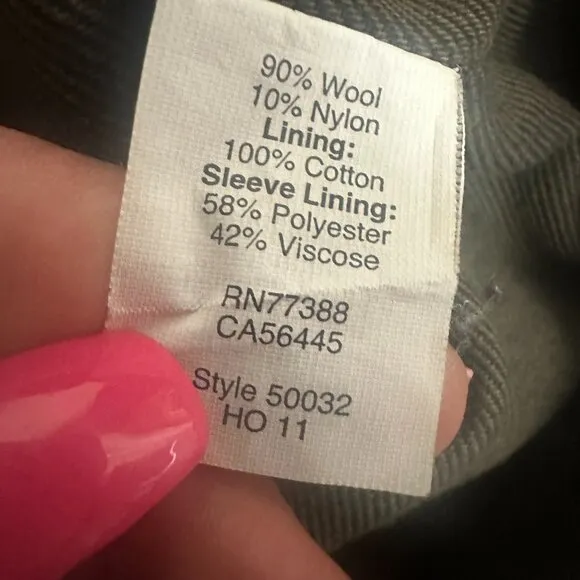 90% Wool
10% Nylon
Lining:
100% Cotton
Sleeve Lining:
58% Polyester
42% Viscose
RN77388
CA56445
Style 50032
HO 11